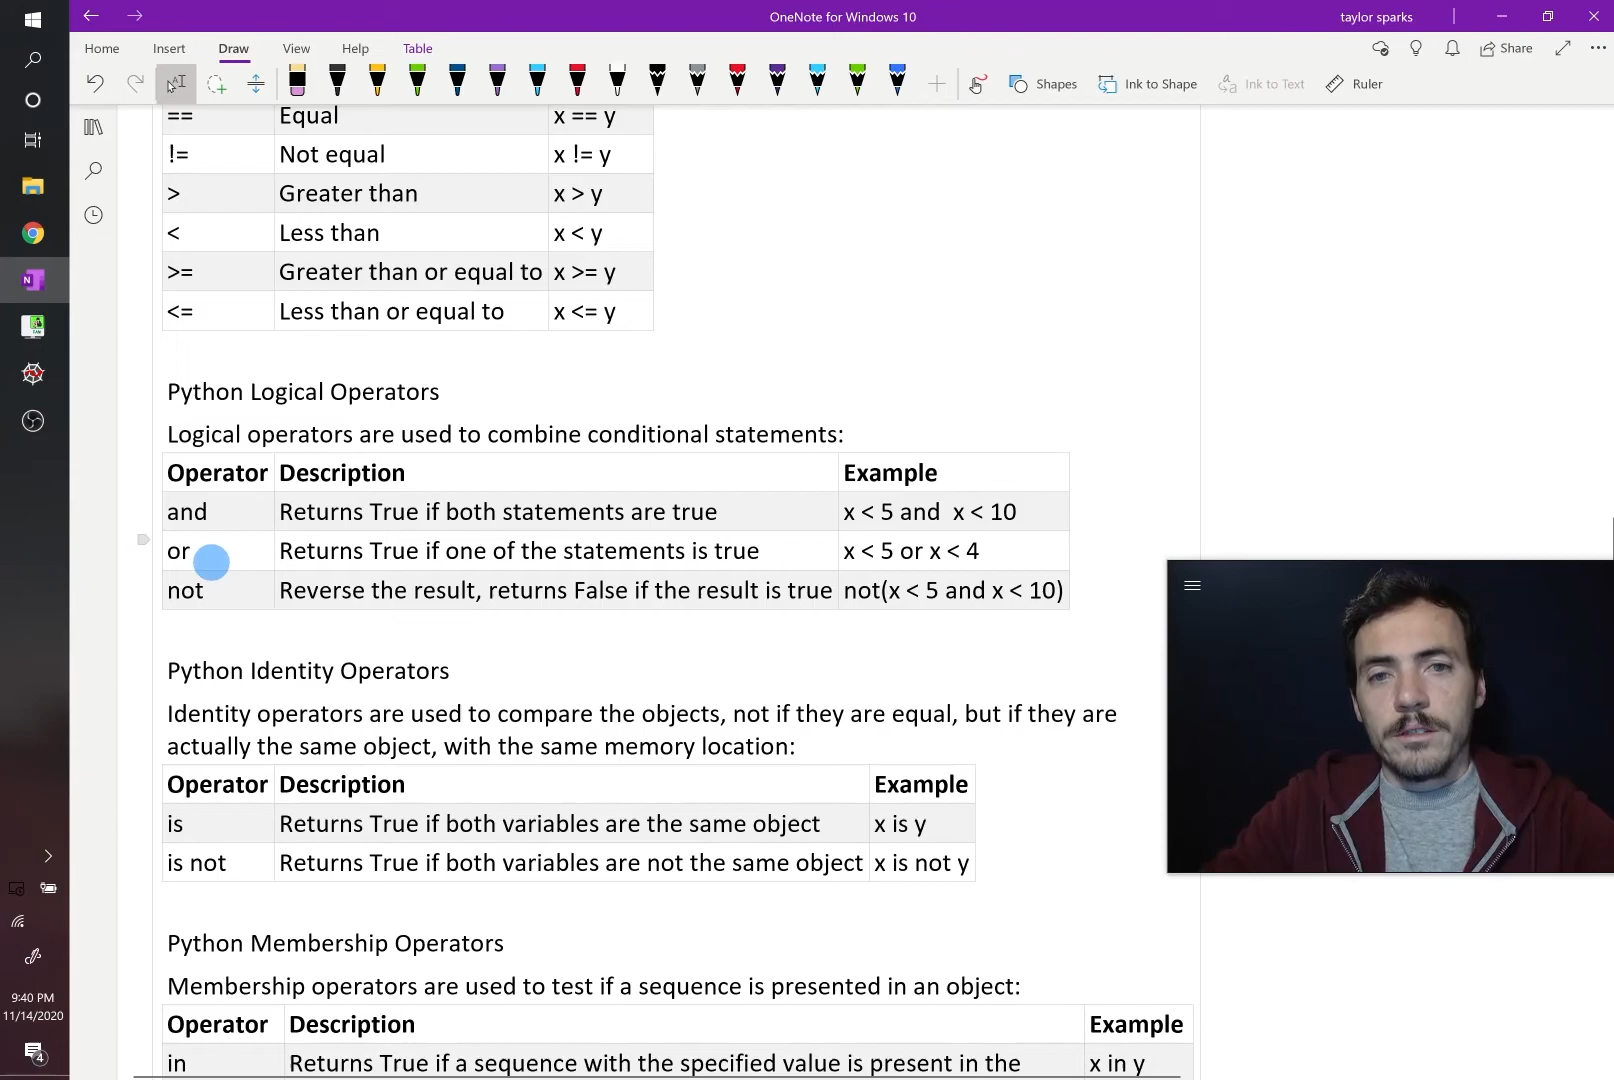 OneNote for Windows 10
taylor sparks
Home Insert Draw View Help Table
Share
Shapes Ink to Shape Ink to Text Ruler
== Equal x == y
!= Not equal x != y
> Greater than x > y
< Less than x < y
>= Greater than or equal to x >= y
<= Less than or equal to x <= y
Python Logical Operators
Logical operators are used to combine conditional statements:
Operator Description Example
and Returns True if both statements are true x < 5 and  x < 10
or Returns True if one of the statements is true x < 5 or x < 4
not Reverse the result, returns False if the result is true not(x < 5 and x < 10)
Python Identity Operators
Identity operators are used to compare the objects, not if they are equal, but if they are
actually the same object, with the same memory location:
Operator Description Example
is Returns True if both variables are the same object x is y
is not Returns True if both variables are not the same object x is not y
Python Membership Operators
Membership operators are used to test if a sequence is presented in an object:
Operator Description Example
in Returns True if a sequence with the specified value is present in the x in y
N
9:40 PM
11/14/2020
4